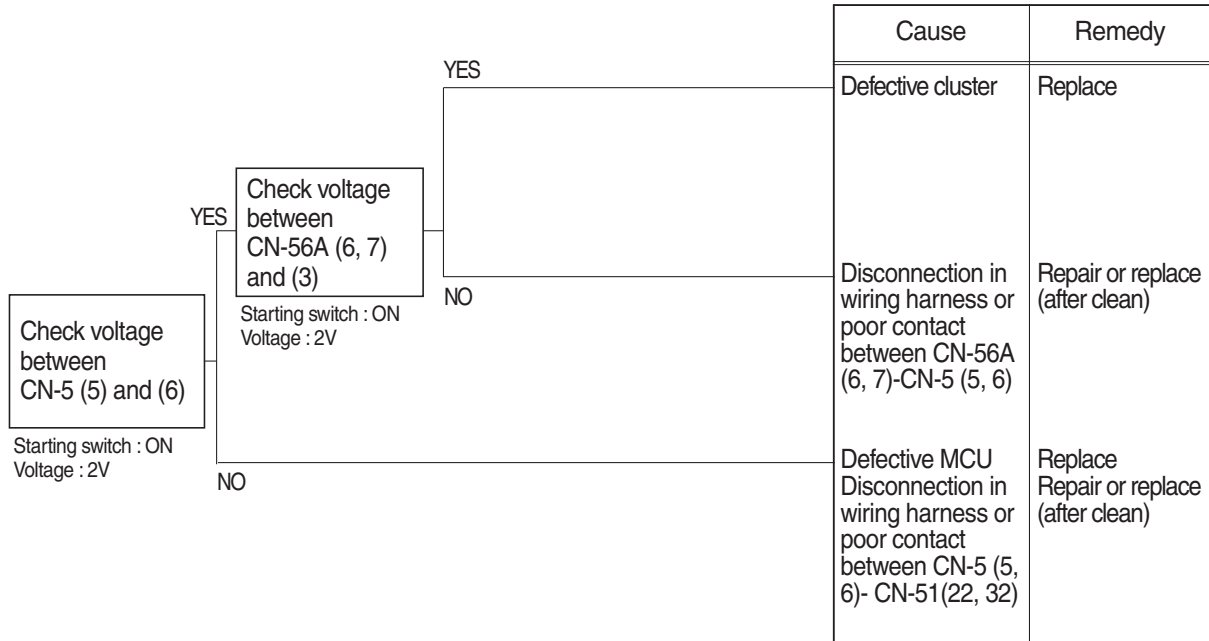 Cause
Remedy
YES
Defective cluster
Replace
Check voltage
between
CN-56A (6, 7)
and (3)
YES
Starting switch : ON
Voltage : 2V
NO
Disconnection in
wiring harness or
poor contact
between CN-56A
(6, 7)-CN-5 (5, 6)
Repair or replace
(after clean)
Check voltage
between
CN-5 (5) and (6)
Starting switch : ON
Voltage : 2V
NO
Defective MCU
Disconnection in
wiring harness or
poor contact
between CN-5 (5,
6)- CN-51(22, 32)
Replace
Repair or replace
(after clean)